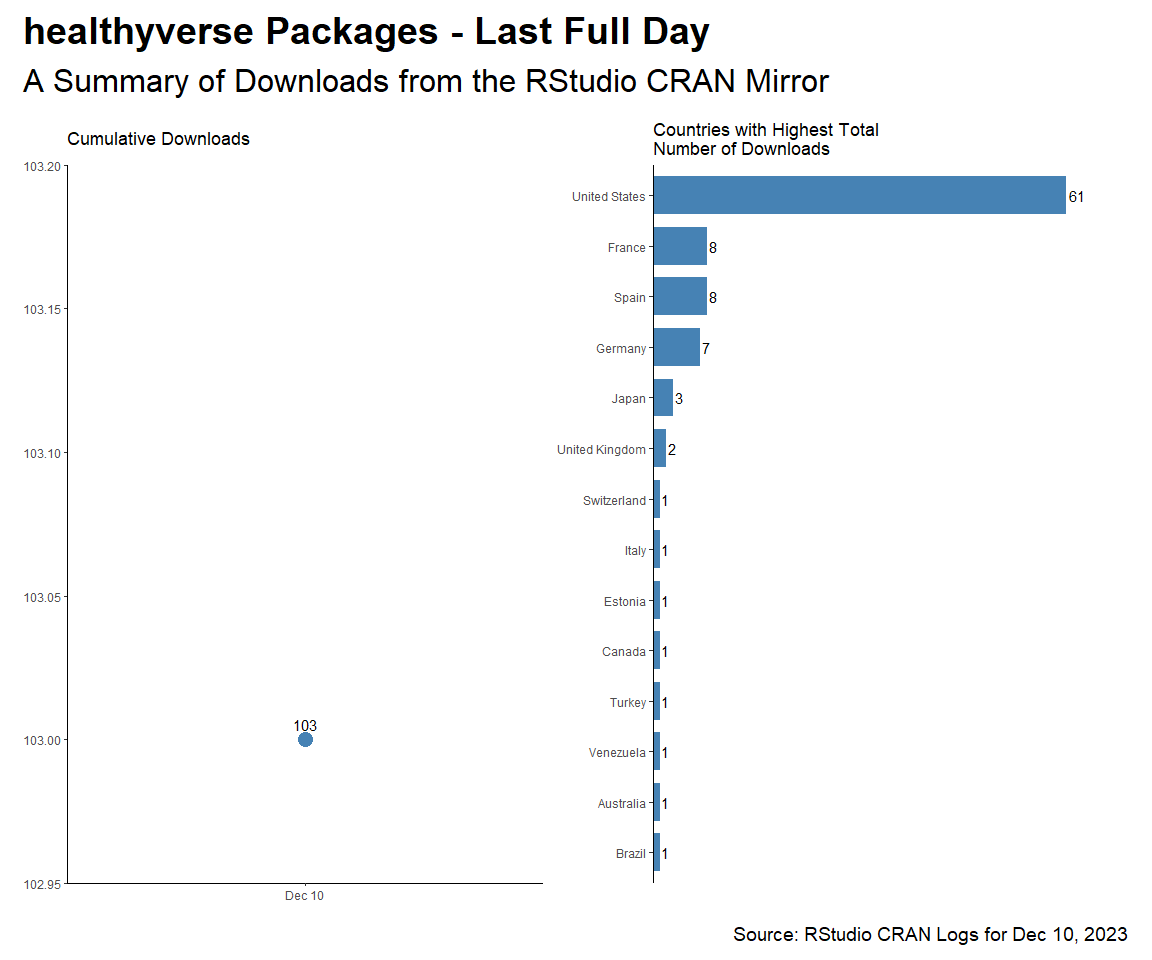 healthyverse Packages - Last Full Day
A Summary of Downloads from the RStudio CRAN Mirror
Cumulative Downloads
103.20
103.15
103.10
103.05
103.00
102.95
103
Dec 10
Countries with Highest Total
Number of Downloads
United States 61
France 8
Spain 8
Germany 7
Japan 3
United Kingdom 2
Switzerland 1
Italy 1
Estonia 1
Canada 1
Turkey 1
Venezuela 1
Australia 1
Brazil 1
Source: RStudio CRAN Logs for Dec 10, 2023